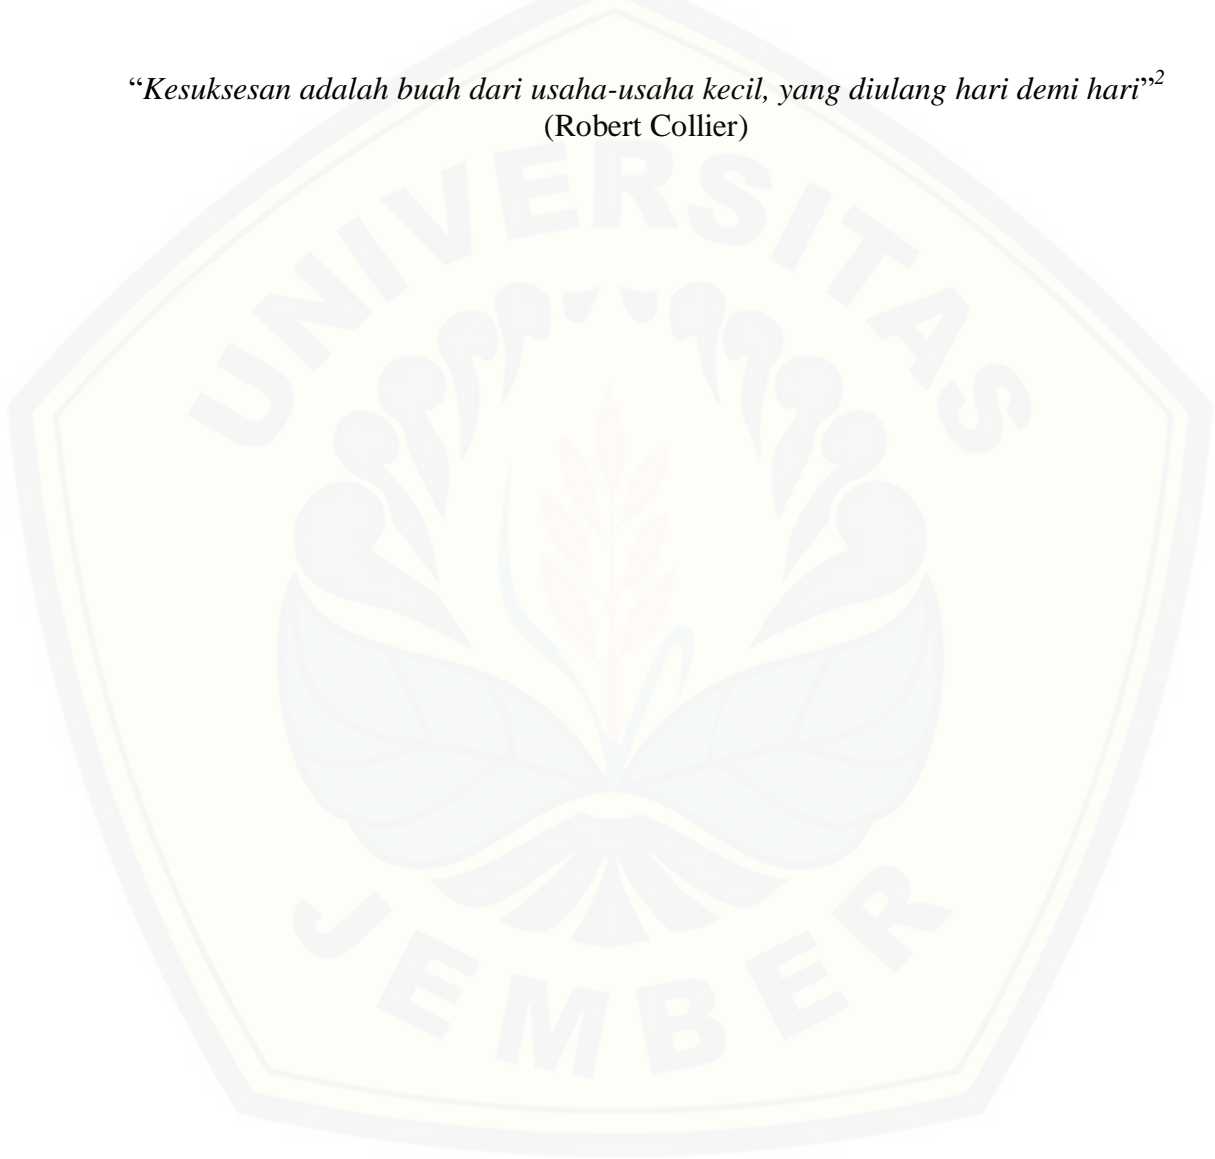 “Kesuksesan adalah buah dari usaha-usaha kecil, yang diulang hari demi hari”²
(Robert Collier)
UNIVERSITAS
JEMBER